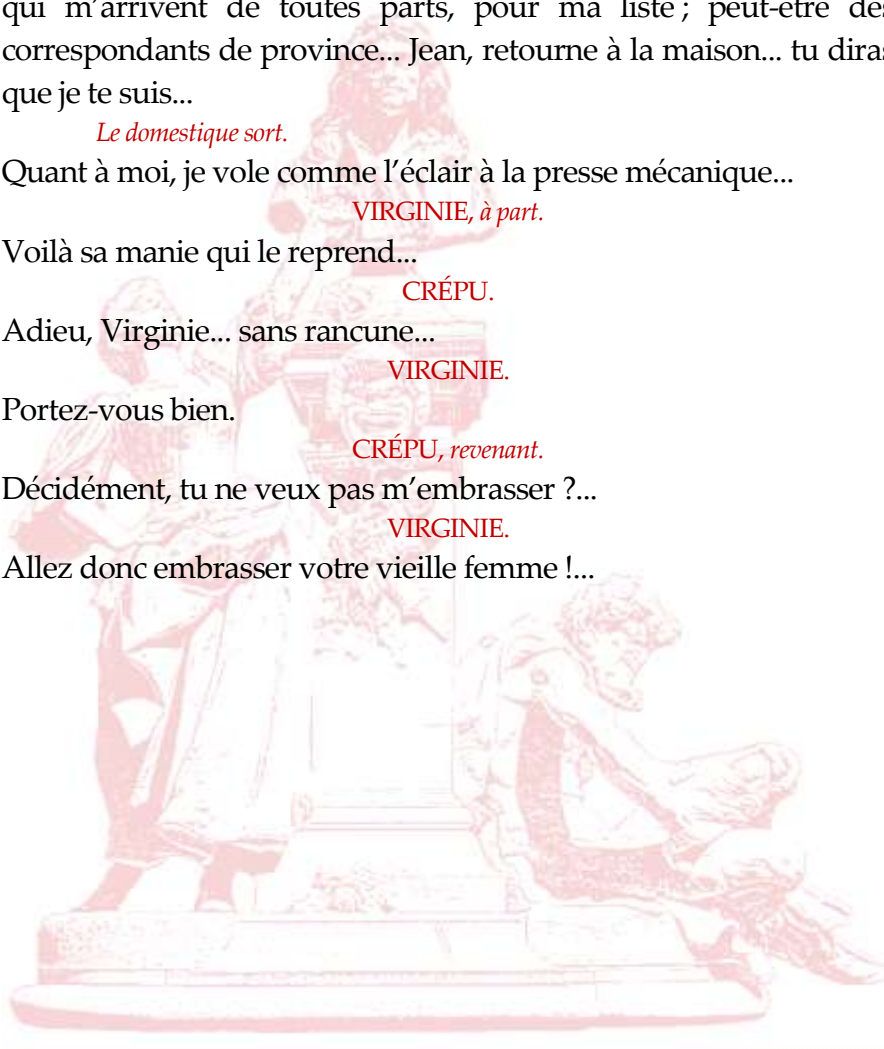 qui m’arrivent de toutes parts, pour ma liste ; peut-être des
correspondants de province... Jean, retourne à la maison... tu diras
que je te suis...
Le domestique sort.
Quant à moi, je vole comme l’éclair à la presse mécanique...
VIRGINIE, à part.
Voilà sa manie qui le reprend...
CRÉPU.
Adieu, Virginie... sans rancune...
VIRGINIE.
Portez-vous bien.
CRÉPU, revenant.
Décidément, tu ne veux pas m’embrasser ?...
VIRGINIE.
Allez donc embrasser votre vieille femme !...